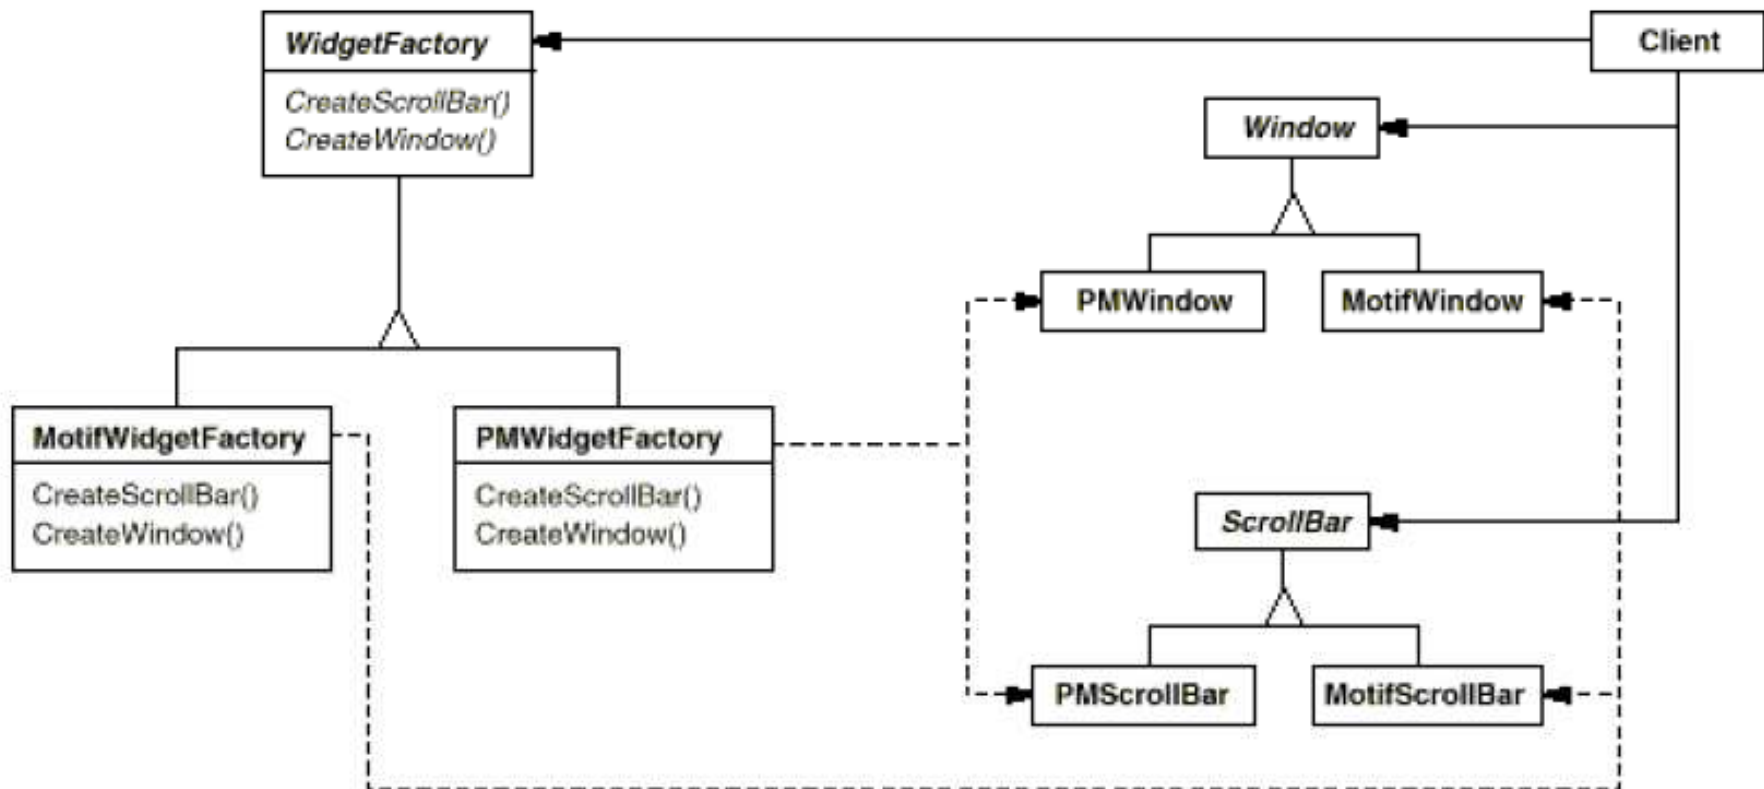 WidgetFactory
CreateScrollBar()
CreateWindow()
Client
Window
PMWindow
MotifWindow
MotifWidgetFactory
CreateScrollBar()
CreateWindow()
PMWidgetFactory
CreateScrollBar()
CreateWindow()
ScrollBar
PMScrollBar
MotifScrollBar